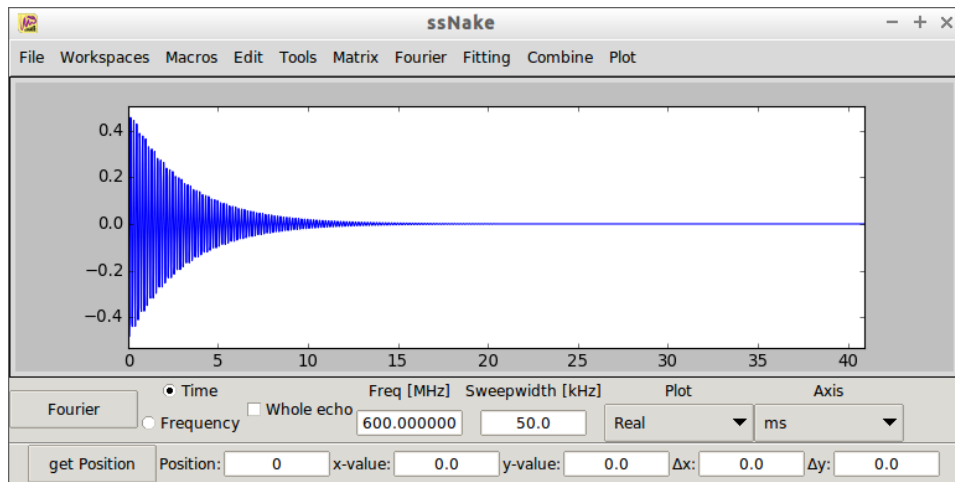 ssNake
File Workspaces Macros Edit Tools Matrix Fourier Fitting Combine Plot
0.4
0.2
0.0
−0.2
−0.4
0 5 10 15 20 25 30 35 40
Time Freq [MHz] Sweepwidth [kHz] Plot Axis
Fourier Whole echo
Frequency 600.000000 50.0 Real ms
get Position Position: 0 x-value: 0.0 y-value: 0.0 Δx: 0.0 Δy: 0.0